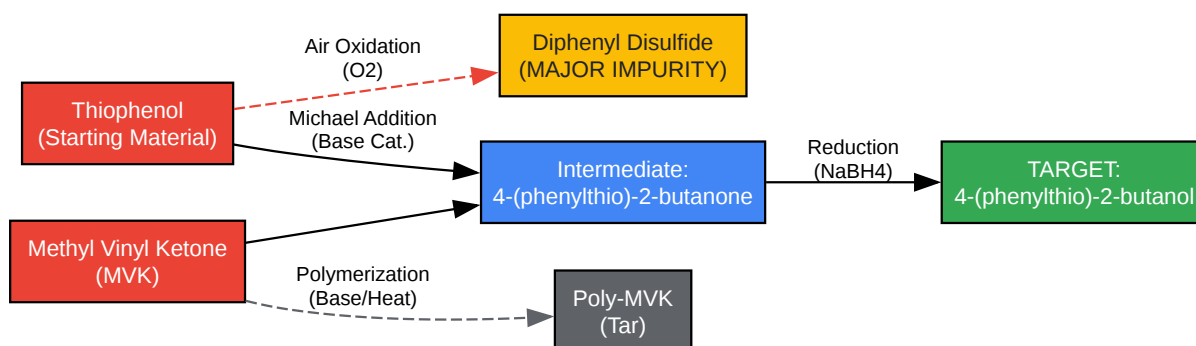 Air Oxidation
(O2)
Diphenyl Disulfide
(MAJOR IMPURITY)
Thiophenol
(Starting Material)
Michael Addition
(Base Cat.)
Intermediate:
4-(phenylthio)-2-butanone
Reduction
(NaBH4)
TARGET:
4-(phenylthio)-2-butanol
Methyl Vinyl Ketone
(MVK)
Polymerization
(Base/Heat)
Poly-MVK
(Tar)